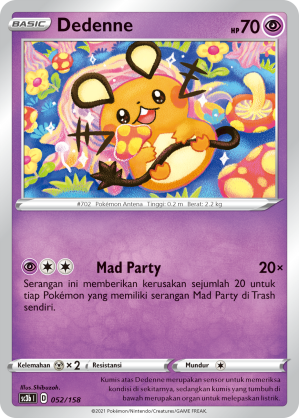 BASIC Dedenne HP 70
#702 Pokémon Antena Tinggi: 0.2 m Berat: 2.2 kg
Mad Party 20×
Serangan ini memberikan kerusakan sejumlah 20 untuk
tiap Pokémon yang memiliki serangan Mad Party di Trash
sendiri.
Kelemahan × 2 Resistansi Mundur
Illus. Shibuzoh.
sc3b I D 052/158
Kumis atas Dedenne merupakan sensor untuk memeriksa
kondisi di sekitarnya, sedangkan kumis yang tumbuh di
bawah merupakan organ untuk melepaskan listrik.
©2021 Pokémon/Nintendo/Creatures/GAME FREAK